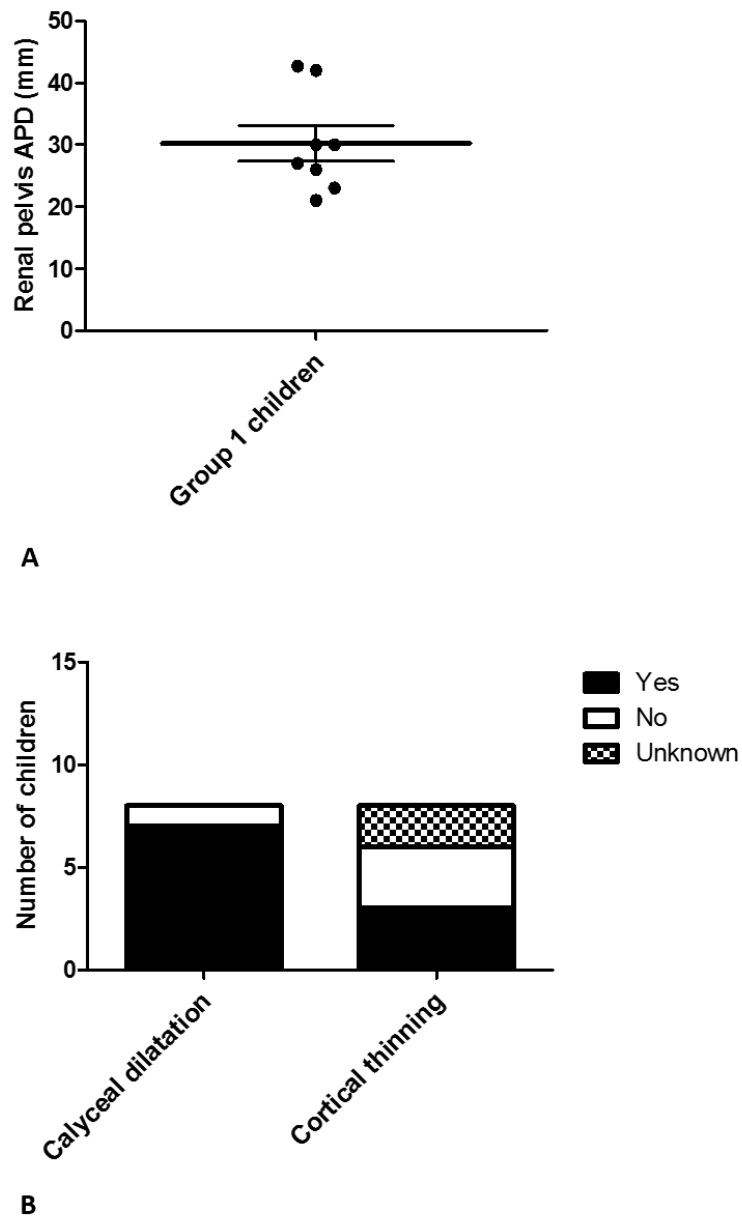 50
40
30
20
10
0
Renal pelvis APD (mm)
Group 1 children
A
15
10
5
0
Number of children
Yes
No
Unknown
Calyceal dilatation
Cortical thinning
B